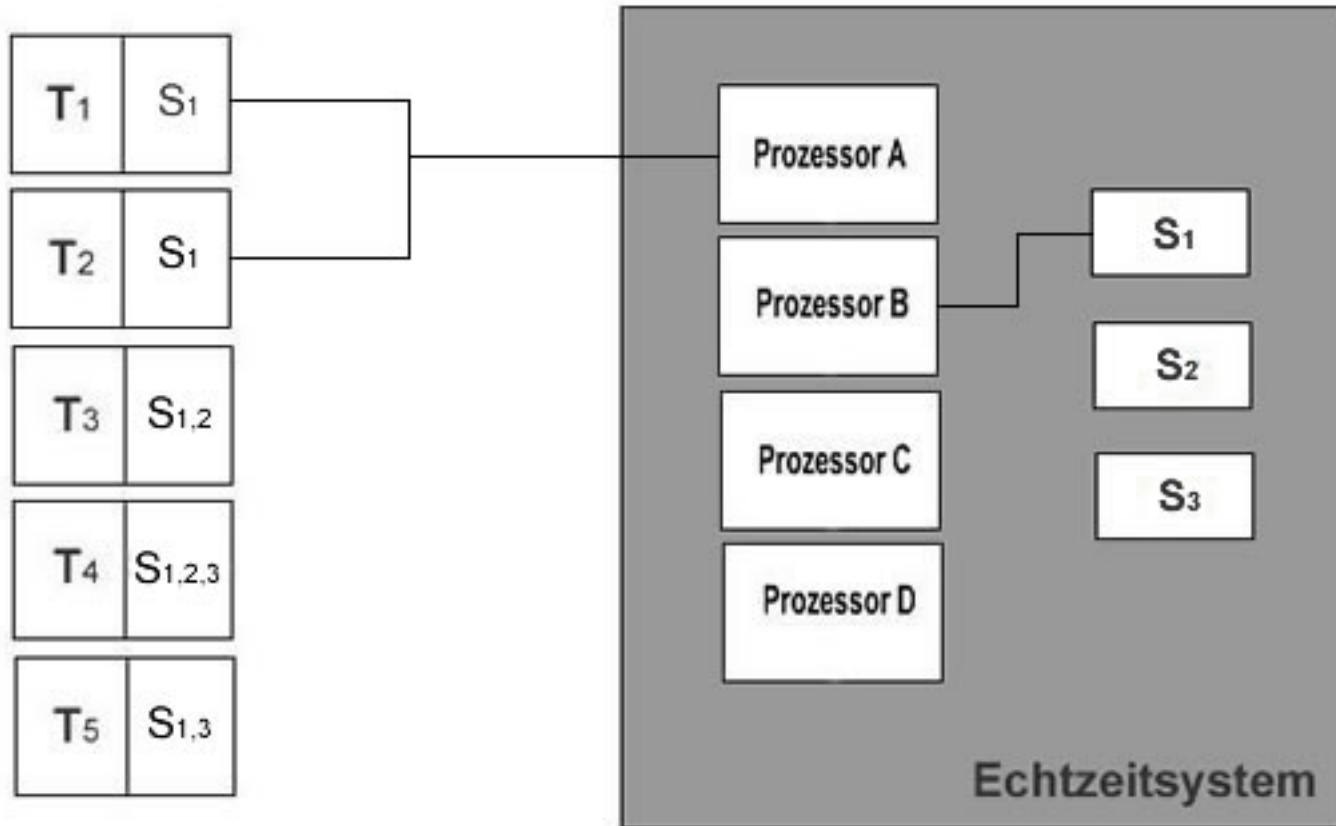 T1 S1
T2 S1
T3 S1,2
T4 S1,2,3
T5 S1,3
Prozessor A
Prozessor B
Prozessor C
Prozessor D
S1
S2
S3
Echtzeitsystem